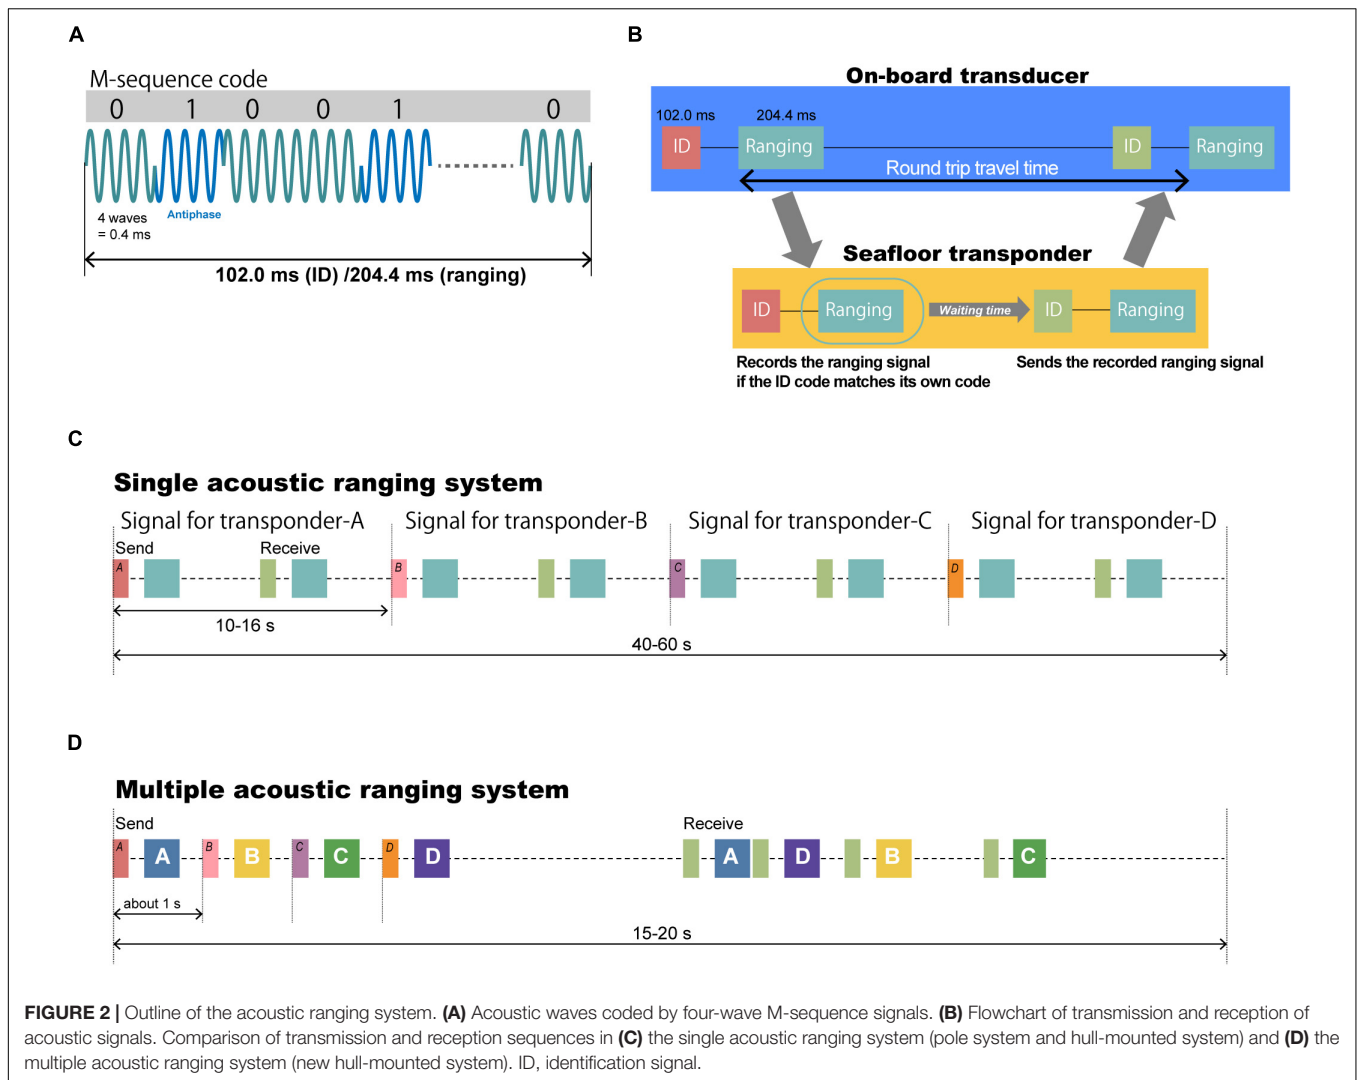 A
M-sequence code
0 1 0 0 1 0
4 waves
= 0.4 ms
Antiphase
102.0 ms (ID) /204.4 ms (ranging)
B
On-board transducer
102.0 ms 204.4 ms
ID Ranging ID Ranging
Round trip travel time
Seafloor transponder
ID Ranging Waiting time ID Ranging
Records the ranging signal
if the ID code matches its own code
Sends the recorded ranging signal
C
Single acoustic ranging system
Signal for transponder-A Signal for transponder-B Signal for transponder-C Signal for transponder-D
Send Receive
A B C D
10-16 s
40-60 s
D
Multiple acoustic ranging system
Send Receive
A A B B C C D D A D B C
about 1 s
15-20 s
FIGURE 2 | Outline of the acoustic ranging system. (A) Acoustic waves coded by four-wave M-sequence signals. (B) Flowchart of transmission and reception of
acoustic signals. Comparison of transmission and reception sequences in (C) the single acoustic ranging system (pole system and hull-mounted system) and (D) the
multiple acoustic ranging system (new hull-mounted system). ID, identification signal.